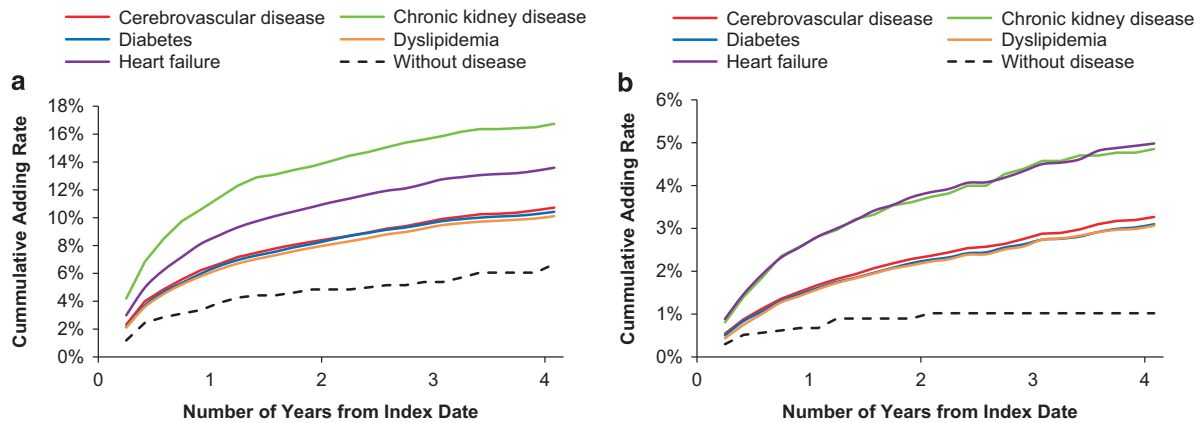 Cerebrovascular disease Chronic kidney disease
Diabetes Dyslipidemia
Heart failure Without disease
a
18%
16%
14%
12%
10%
8%
6%
4%
2%
0%
Cummulative Adding Rate
0 1 2 3 4
Number of Years from Index Date
Cerebrovascular disease Chronic kidney disease
Diabetes Dyslipidemia
Heart failure Without disease
b
6%
5%
4%
3%
2%
1%
0%
Cummulative Adding Rate
0 1 2 3 4
Number of Years from Index Date